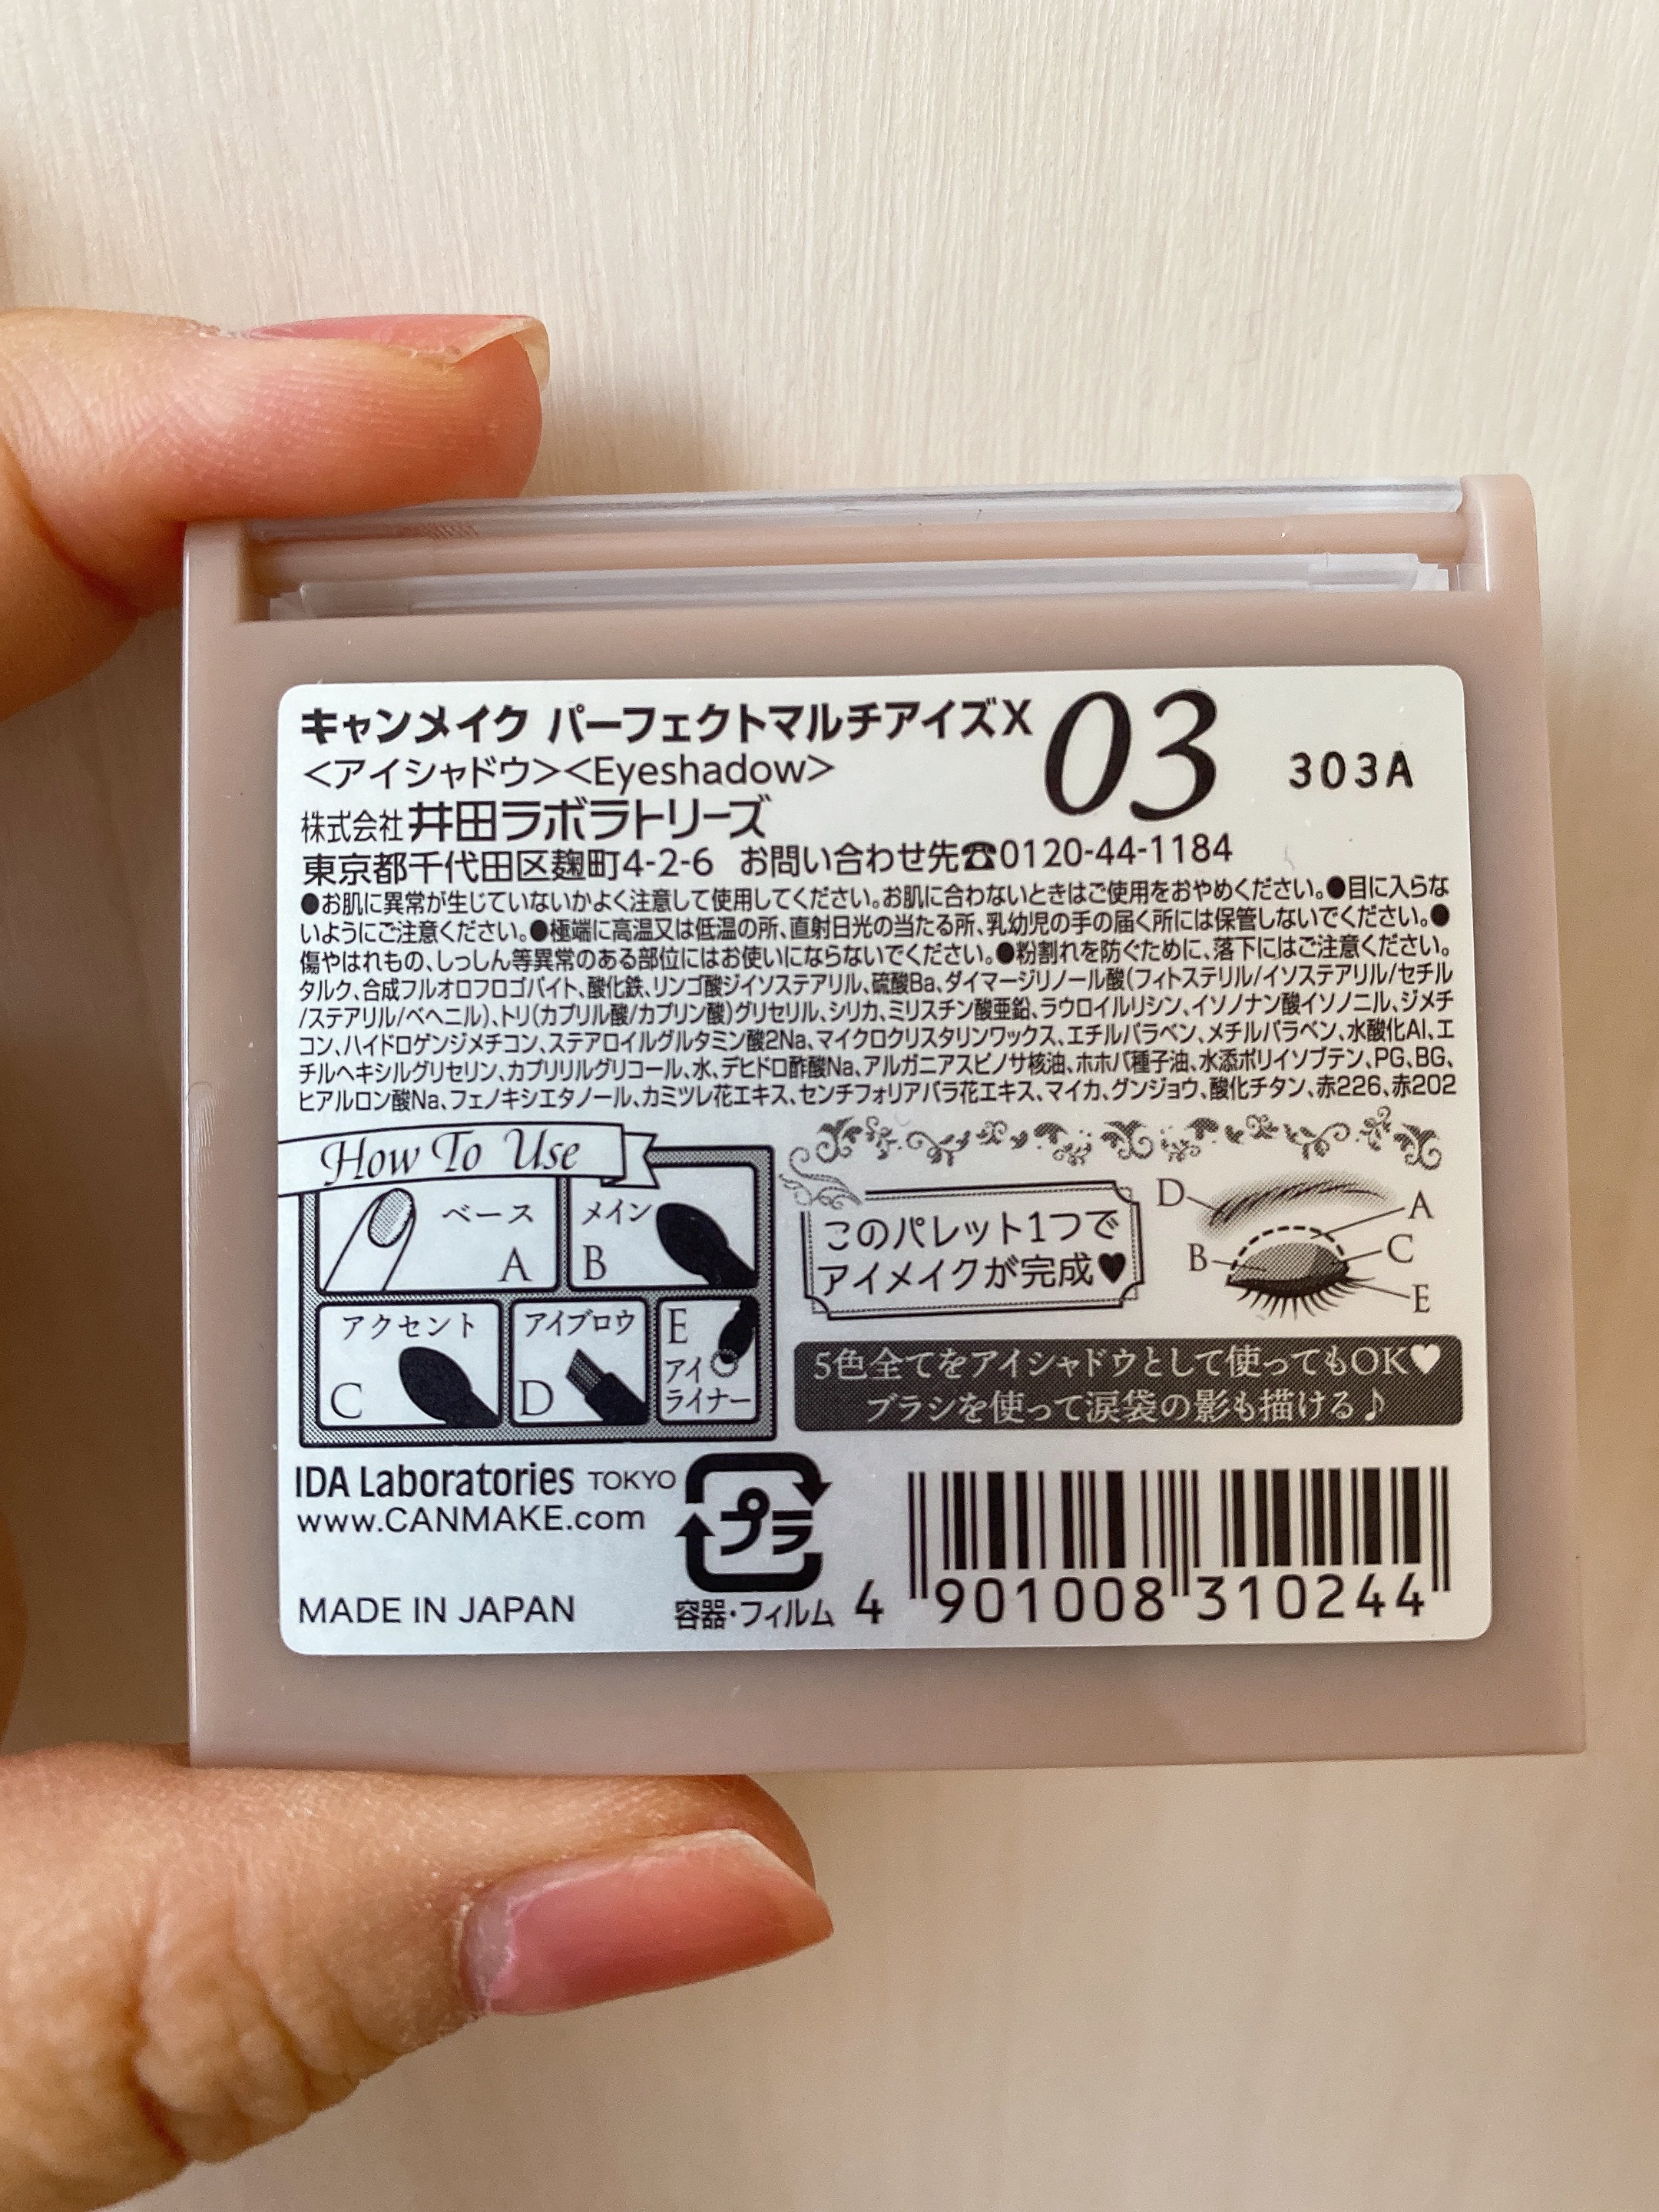 キャンメイク パーフェクトマルチアイズX 03 303A
<アイシャドウ><Eyeshadow>
株式会社 井田ラボラトリーズ
東京都千代田区麹町4-2-6 お問い合わせ先☎0120-44-1184
●お肌に異常が生じていないかよく注意して使用してください。お肌に合わないときはご使用をおやめください。●目に入らな
いようにご注意ください。●極端に高温又は低温の所、直射日光の当たる所、乳幼児の手の届く所には保管しないでください。●
傷やはれもの、しっしん等異常のある部位にはお使いにならないでください。●粉割れを防ぐために、落下にはご注意ください。
タルク、合成フルオロフロゴパイト、酸化鉄、リンゴ酸ジイソステアリル、硫酸Ba、ダイマージリノール酸(フィトステリル/イソステアリル/セチル
/ステアリル/ベヘニル)、トリ(カプリル酸/カプリン酸)グリセリル、シリカ、ミリスチン酸亜鉛、ラウロイルリシン、イソノナン酸イソノニル、ジメチ
コン、ハイドロゲンジメチコン、ステアロイルグルタミン酸2Na、マイクロクリスタリンワックス、エチルパラベン、メチルパラベン、水酸化Al、エ
チルヘキシルグリセリン、カプリリルグリコール、水、デヒドロ酢酸Na、アルガニアスピノサ核油、ホホバ種子油、水添ポリイソブテン、PG、BG、
ヒアルロン酸Na、フェノキシエタノール、カミツレ花エキス、センチフォリアバラ花エキス、マイカ、グンジョウ、酸化チタン、赤226、赤202
How To Use
ベース
A
メイン
B
アクセント
C
アイブロウ
D
E
アイ
ライナー
このパレット1つで
アイメイクが完成♥
D
A
B
C
E
5色全てをアイシャドウとして使ってもOK♥
ブラシを使って涙袋の影も描ける♪
IDA Laboratories TOKYO
www.CANMAKE.com
MADE IN JAPAN
プラ
容器・フィルム
4 901008 310244